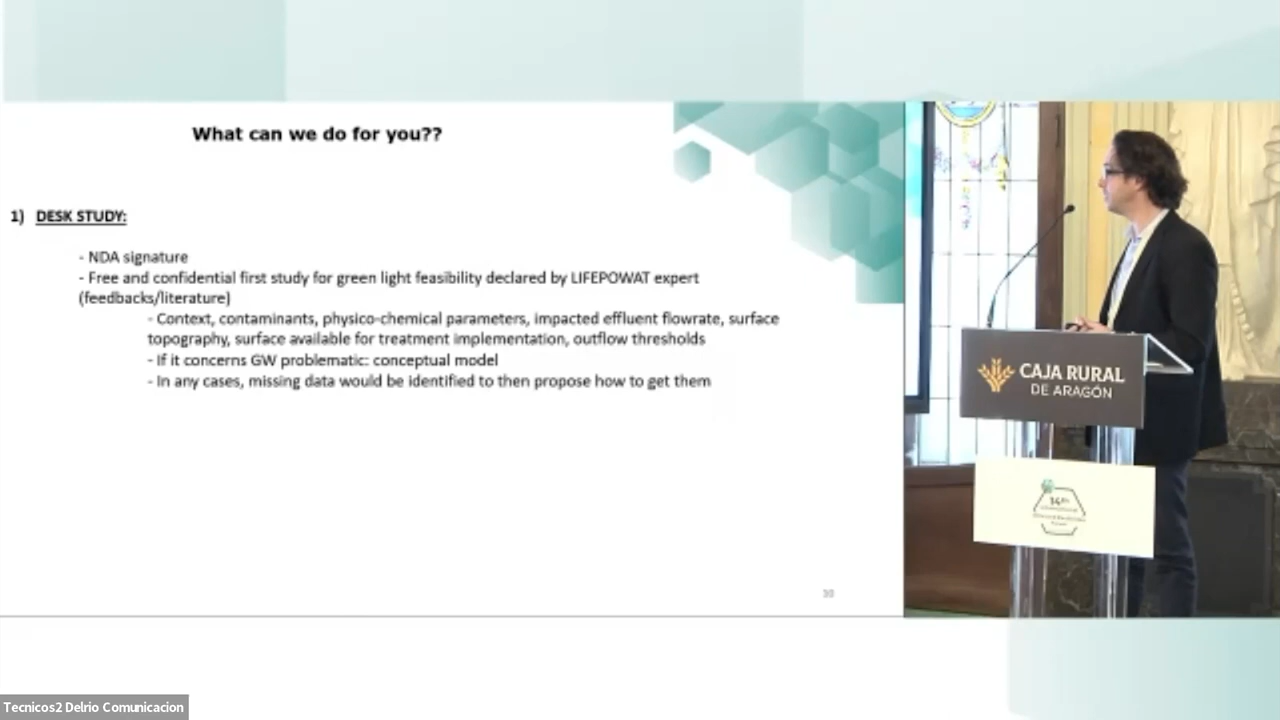 What can we do for you??
1) DESK STUDY:
- NDA signature
- Free and confidential first study for green light feasibility declared by LIFEPOWAT expert
(feedbacks/literature)
- Context, contaminants, physico-chemical parameters, impacted effluent flowrate, surface
topography, surface available for treatment implementation, outflow thresholds
- If it concerns GW problematic: conceptual model
- In any cases, missing data would be identified to then propose how to get them
CAJA RURAL
DE ARAGÓN
14th
Tecnicos2 Delrio Comunicacion